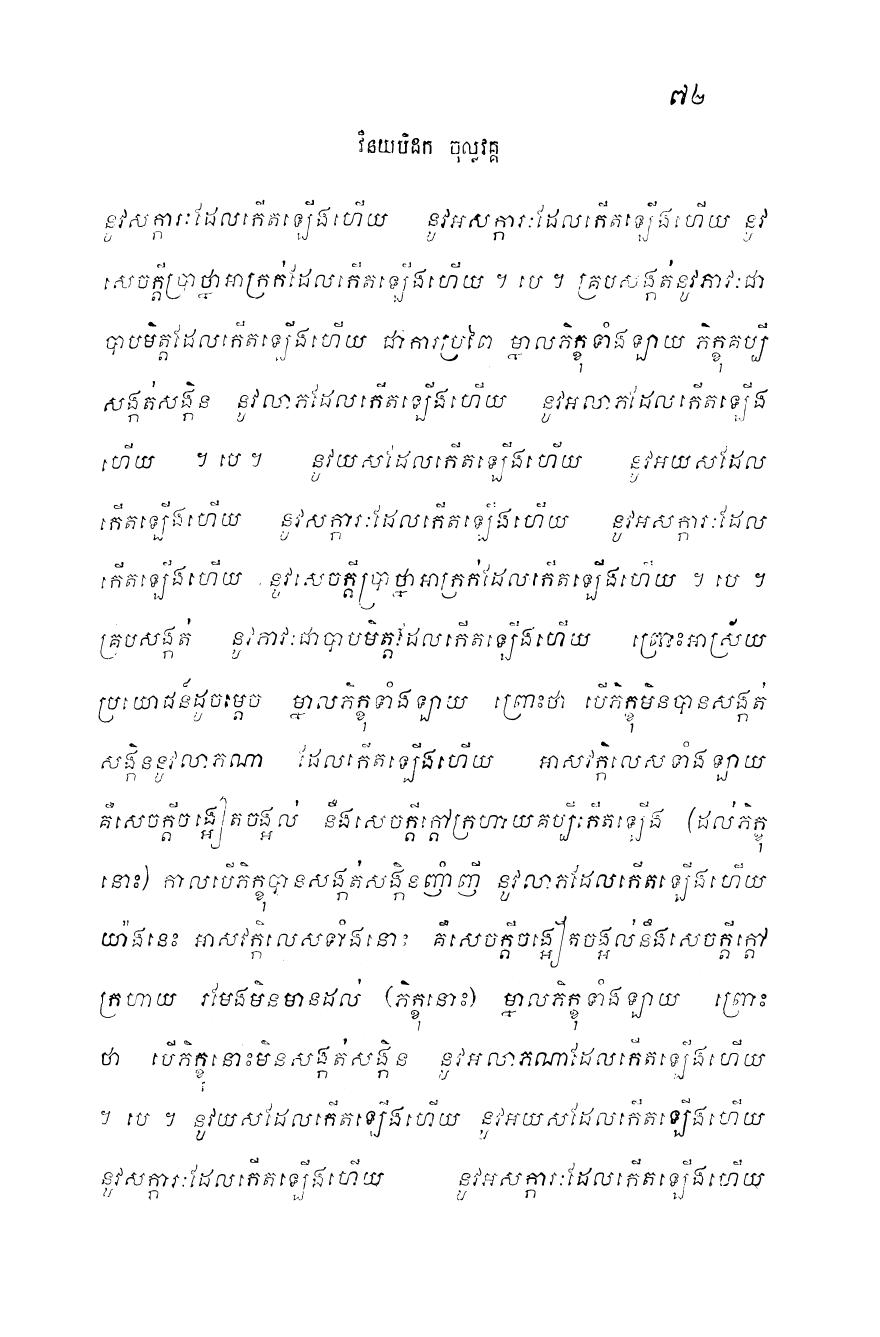 ៧២
វិនយបិដក ចុល្លវគ្គ
នូវសក្ការៈដែលកើតឡើងហើយ នូវអសក្ការៈដែលកើតឡើងហើយ នូវ
សេចក្តីប្រាថ្នាអាក្រក់ដែលកើតឡើងហើយ ។ បេ ។ គ្របសង្កត់នូវភាវៈជា
បាបមិត្តដែលកើតឡើងហើយ ជាការប្រពៃ ម្នាលភិក្ខុទាំងឡាយ ភិក្ខុគប្បី
សង្កត់សង្កិន នូវលាភដែលកើតឡើងហើយ នូវអលាភដែលកើតឡើង
ហើយ ។ បេ ។ នូវយសដែលកើតឡើងហើយ នូវអយសដែល
កើតឡើងហើយ នូវសក្ការៈដែលកើតឡើងហើយ នូវអសក្ការៈដែល
កើតឡើងហើយ នូវសេចក្តីប្រាថ្នាអាក្រក់ដែលកើតឡើងហើយ ។ បេ ។
គ្របសង្កត់ នូវភាវៈជាបាបមិត្តដែលកើតឡើងហើយ ព្រោះអាស្រ័យ
ប្រយោជន៍ដូចម្តេច ម្នាលភិក្ខុទាំងឡាយ ព្រោះថា បើភិក្ខុមិនបានសង្កត់
សង្កិននូវលាភណា ដែលកើតឡើងហើយ អាសវក្កិលេសទាំងឡាយ
គឺសេចក្តីចង្អៀតចង្អល់ នឹងសេចក្តីក្តៅក្រហាយគប្បីកើតឡើង (ដល់ភិក្ខុ
នោះ) កាលបើភិក្ខុបានសង្កត់សង្កិនញាំញី នូវលាភដែលកើតឡើងហើយ
យ៉ាងនេះ អាសវក្កិលេសទាំងនោះ គឺសេចក្តីចង្អៀតចង្អល់នឹងសេចក្តីក្តៅ
ក្រហាយ រមែងមិនមានដល់ (ភិក្ខុនោះ) ម្នាលភិក្ខុទាំងឡាយ ព្រោះ
ថា បើភិក្ខុនោះមិនសង្កត់សង្កិន នូវអលាភណាដែលកើតឡើងហើយ
។ បេ ។ នូវយសដែលកើតឡើងហើយ នូវអយសដែលកើតឡើងហើយ
នូវសក្ការៈដែលកើតឡើងហើយ នូវអសក្ការៈដែលកើតឡើងហើយ